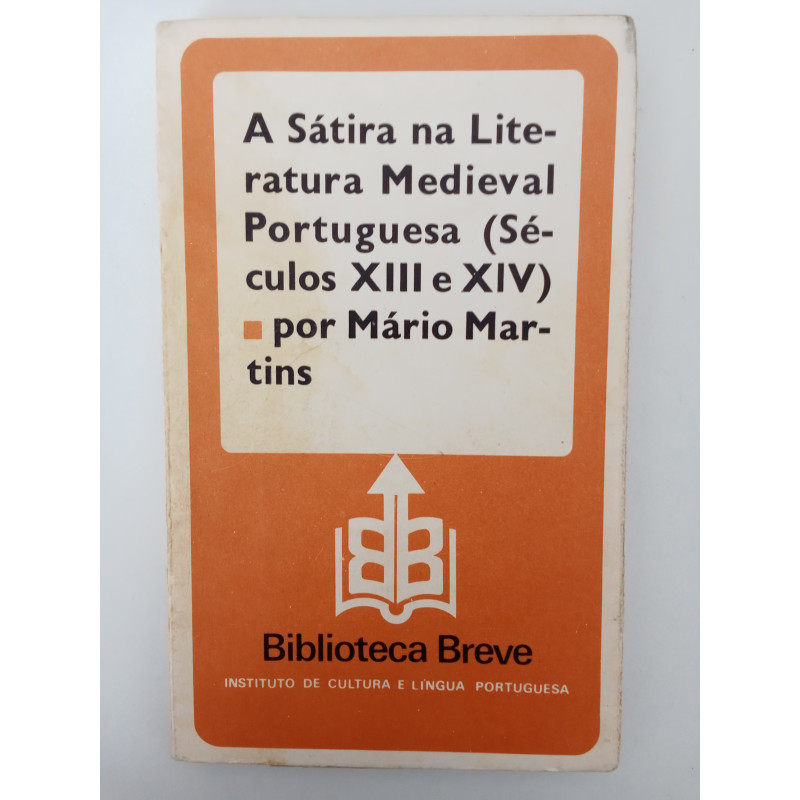 A Sátira na Lite-
ratura Medieval
Portuguesa (Sé-
culos XIII e XIV)
por Mário Mar-
tins
BB
Biblioteca Breve
INSTITUTO DE CULTURA E LÍNGUA PORTUGUESA